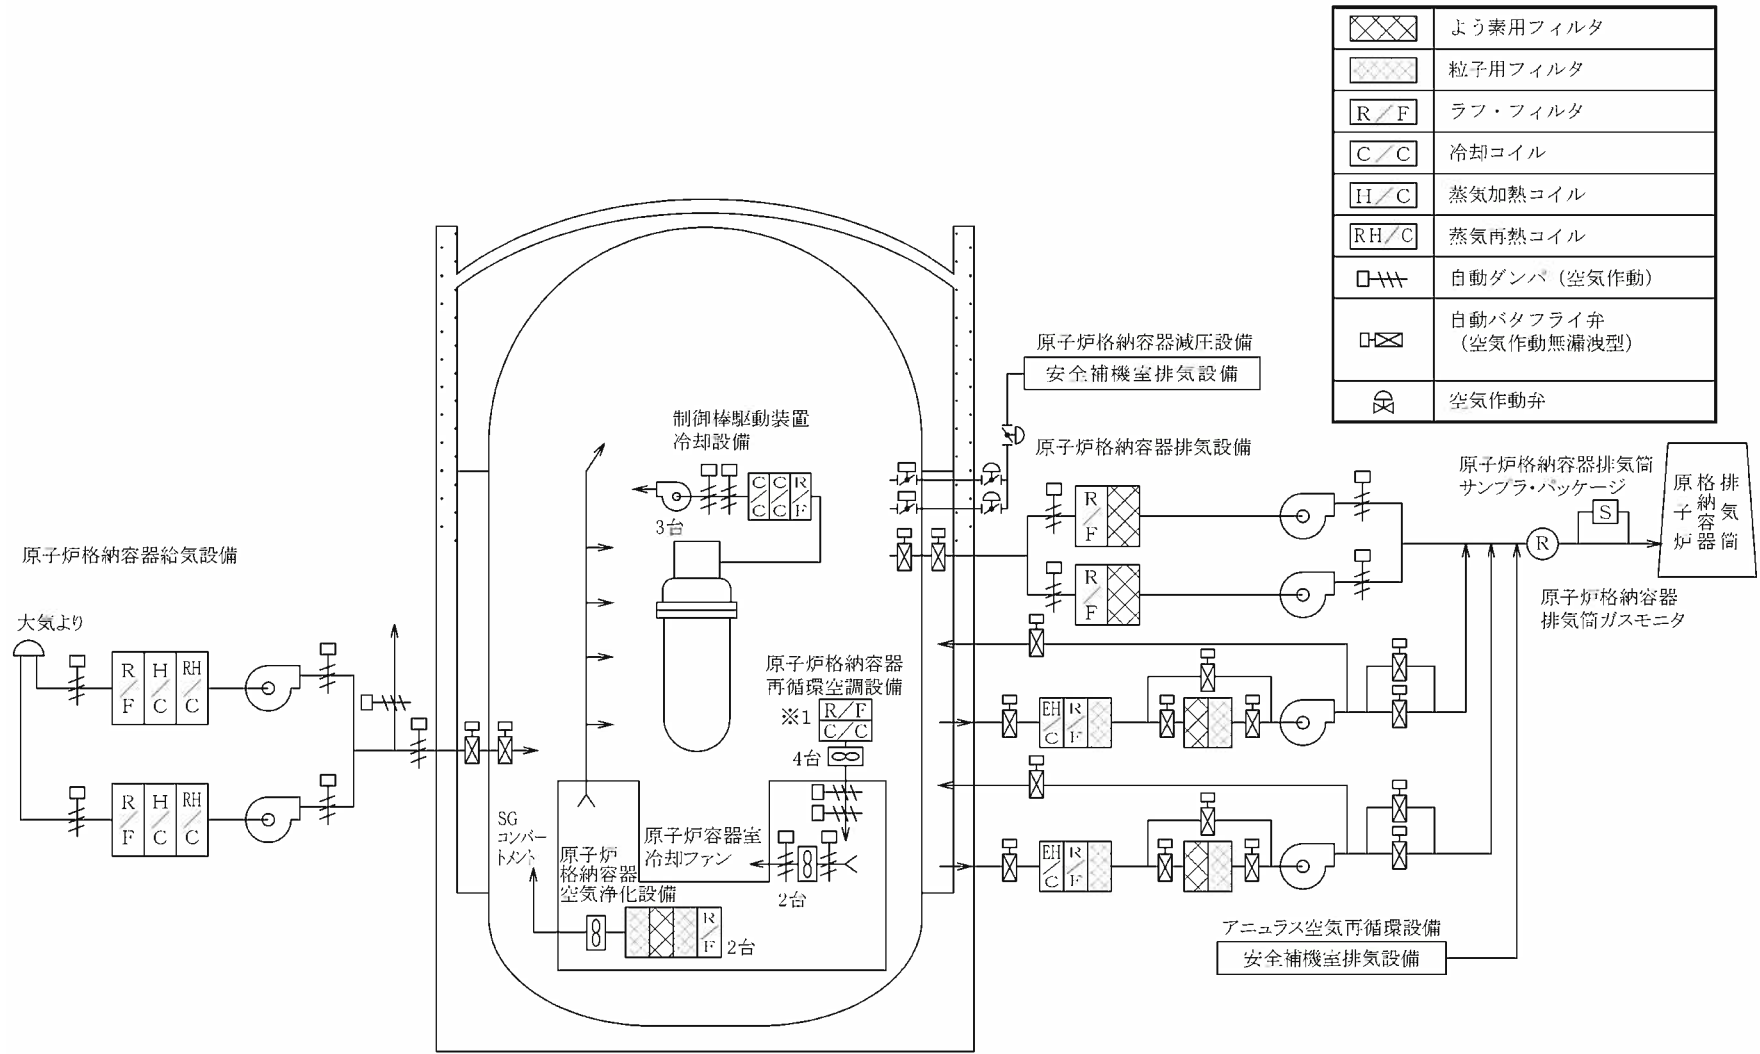 よう素用フィルタ
粒子用フィルタ
R/F ラフ・フィルタ
C/C 冷却コイル
H/C 蒸気加熱コイル
RH/C 蒸気再熱コイル
自動ダンパ（空気作動）
自動バタフライ弁
（空気作動無漏洩型）
空気作動弁
原子炉格納容器減圧設備
安全補機室排気設備
制御棒駆動装置
冷却設備
C/C C/C R/F
3台
原子炉格納容器排気設備
R/F
R/F
原子炉格納容器排気筒
サンプラ・パッケージ
S
R
原子炉格納容器排気筒
原子炉格納容器
排気筒ガスモニタ
原子炉格納容器給気設備
大気より
R/F H/C RH/C
R/F H/C RH/C
原子炉格納容器
再循環空調設備
※1 R/F
C/C
4台
EH/C R/F
EH/C R/F
SG
コンパー
トメント
原子炉容器室
冷却ファン
2台
原子炉
格納容器
空気浄化設備
R/F 2台
アニュラス空気再循環設備
安全補機室排気設備